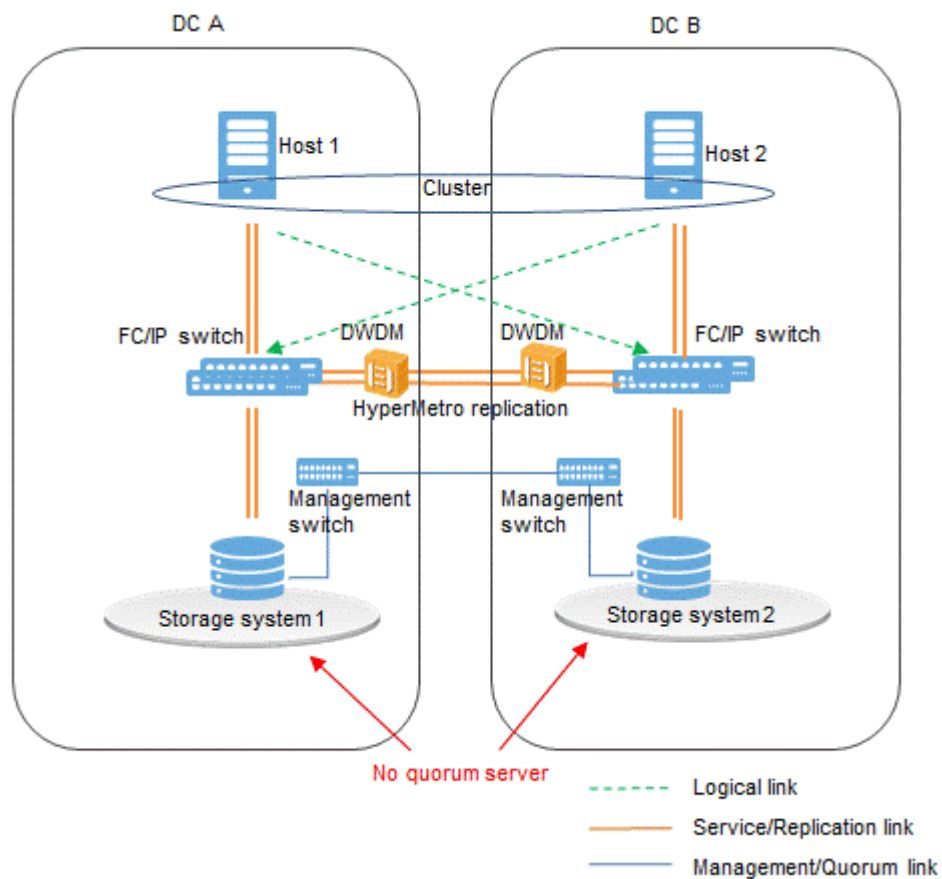 DC A
DC B
Host 1
Host 2
Cluster
FC/IP switch
DWDM
DWDM
FC/IP switch
HyperMetro replication
Management
switch
Management
switch
Storage system 1
Storage system 2
No quorum server
Logical link
Service/Replication link
Management/Quorum link